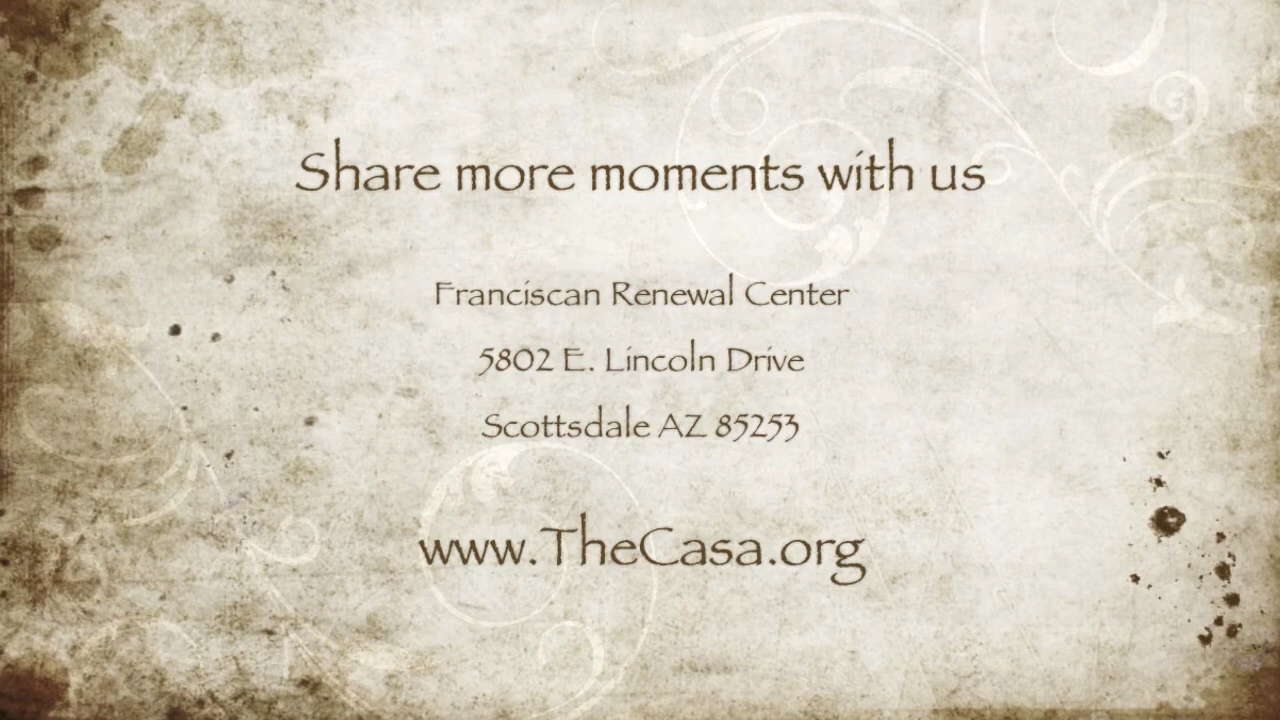 Share more moments with us
Franciscan Renewal Center
5802 E. Lincoln Drive
Scottsdale AZ 85253
www.TheCasa.org